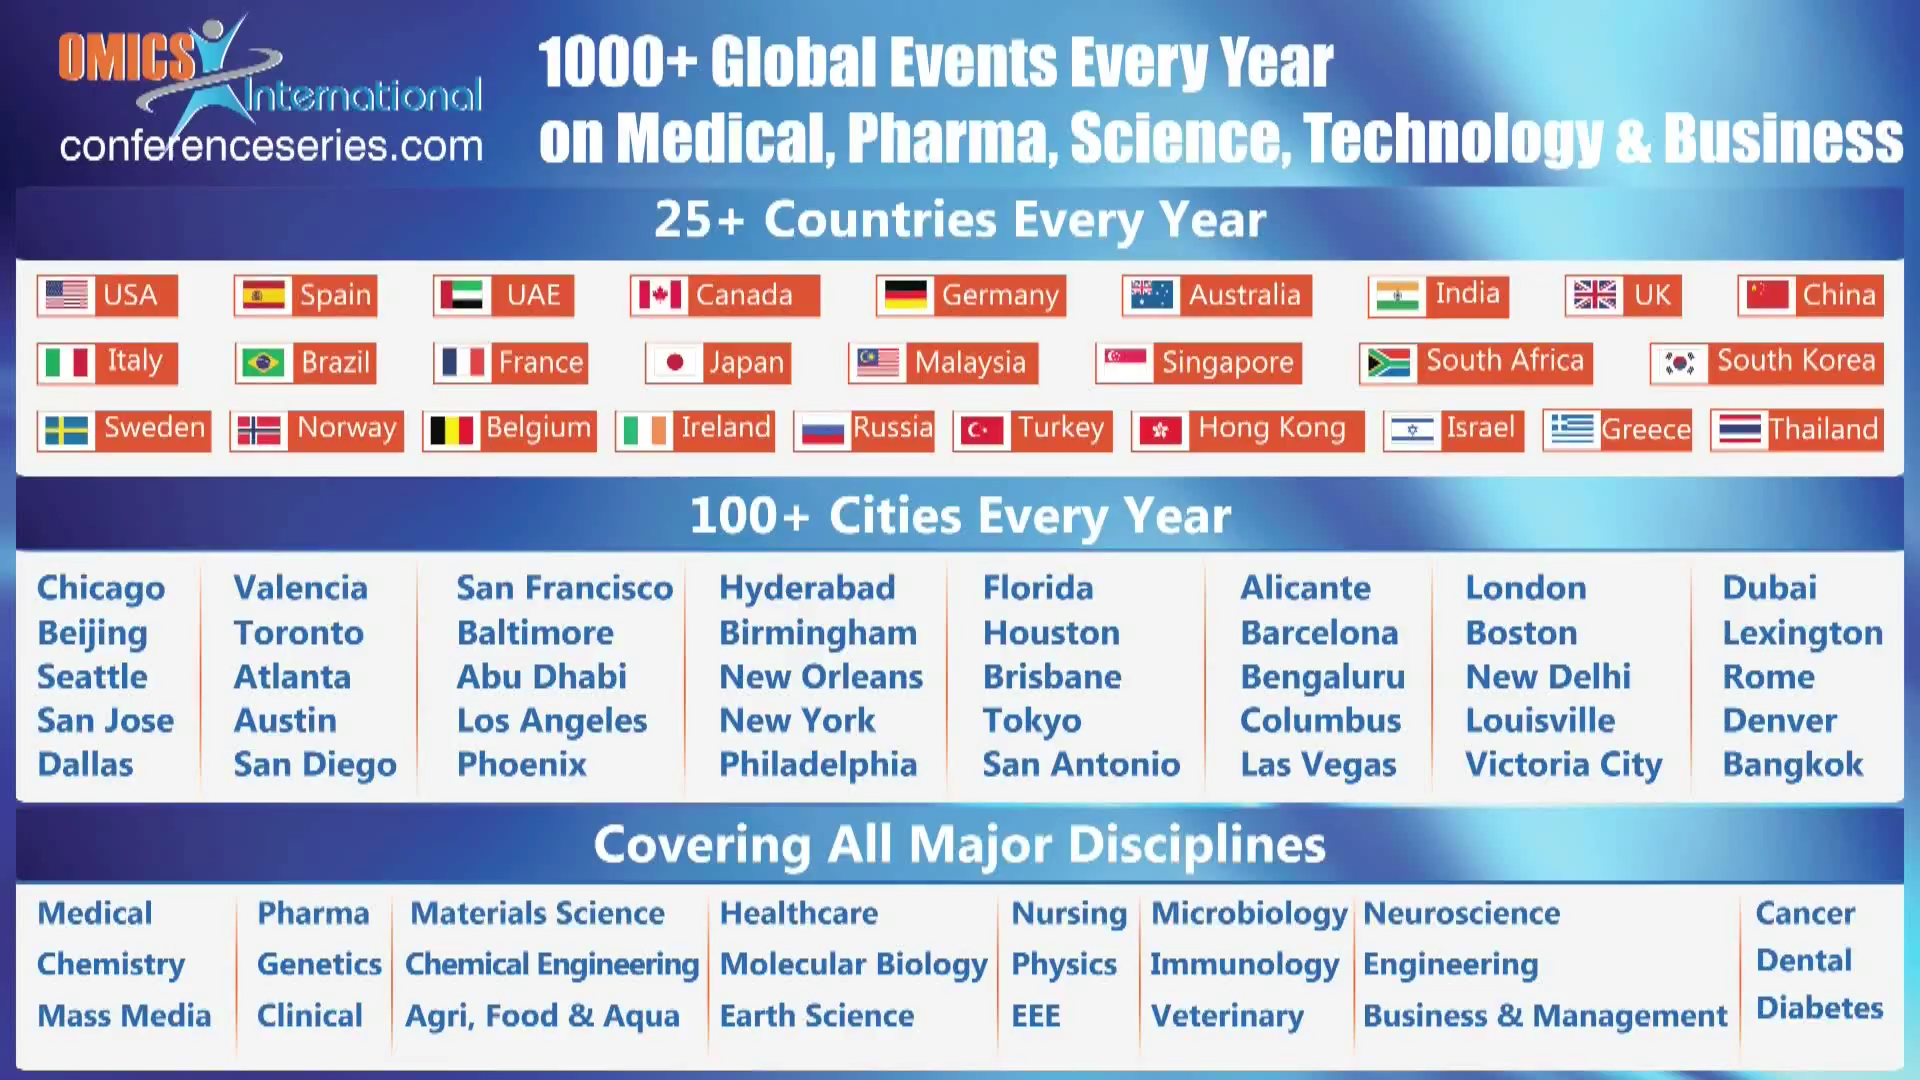 OMICS
International
conferenceseries.com
1000+ Global Events Every Year
on Medical, Pharma, Science, Technology & Business
25+ Countries Every Year
USA Spain UAE Canada Germany Australia India UK China
Italy Brazil France Japan Malaysia Singapore South Africa South Korea
Sweden Norway Belgium Ireland Russia Turkey Hong Kong Israel Greece Thailand
100+ Cities Every Year
Chicago Valencia San Francisco Hyderabad Florida Alicante London Dubai
Beijing Toronto Baltimore Birmingham Houston Barcelona Boston Lexington
Seattle Atlanta Abu Dhabi New Orleans Brisbane Bengaluru New Delhi Rome
San Jose Austin Los Angeles New York Tokyo Columbus Louisville Denver
Dallas San Diego Phoenix Philadelphia San Antonio Las Vegas Victoria City Bangkok
Covering All Major Disciplines
Medical Pharma Materials Science Healthcare Nursing Microbiology Neuroscience Cancer
Chemistry Genetics Chemical Engineering Molecular Biology Physics Immunology Engineering Dental
Mass Media Clinical Agri, Food & Aqua Earth Science EEE Veterinary Business & Management Diabetes